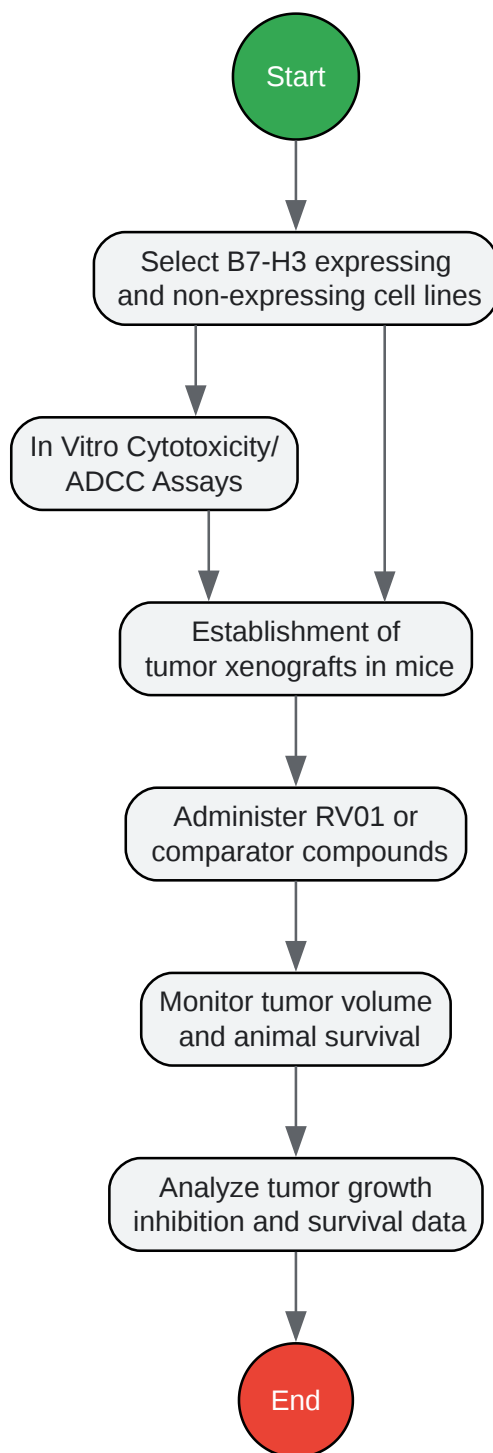 Start
Select B7-H3 expressing
and non-expressing cell lines
In Vitro Cytotoxicity/
ADCC Assays
Establishment of
tumor xenografts in mice
Administer RV01 or
comparator compounds
Monitor tumor volume
and animal survival
Analyze tumor growth
inhibition and survival data
End